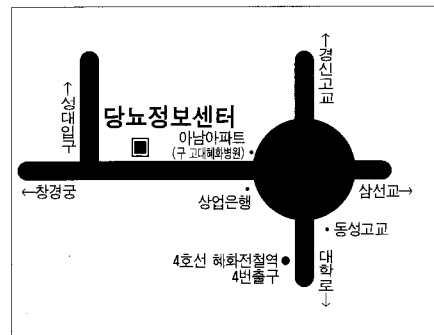 ↑경신고교
↑성대입구
당뇨정보센터
아남아파트
(구 고대혜화병원)
←창경궁
상업은행
삼선교→
동성고교
4호선 혜화전철역
4번출구
대학로↓